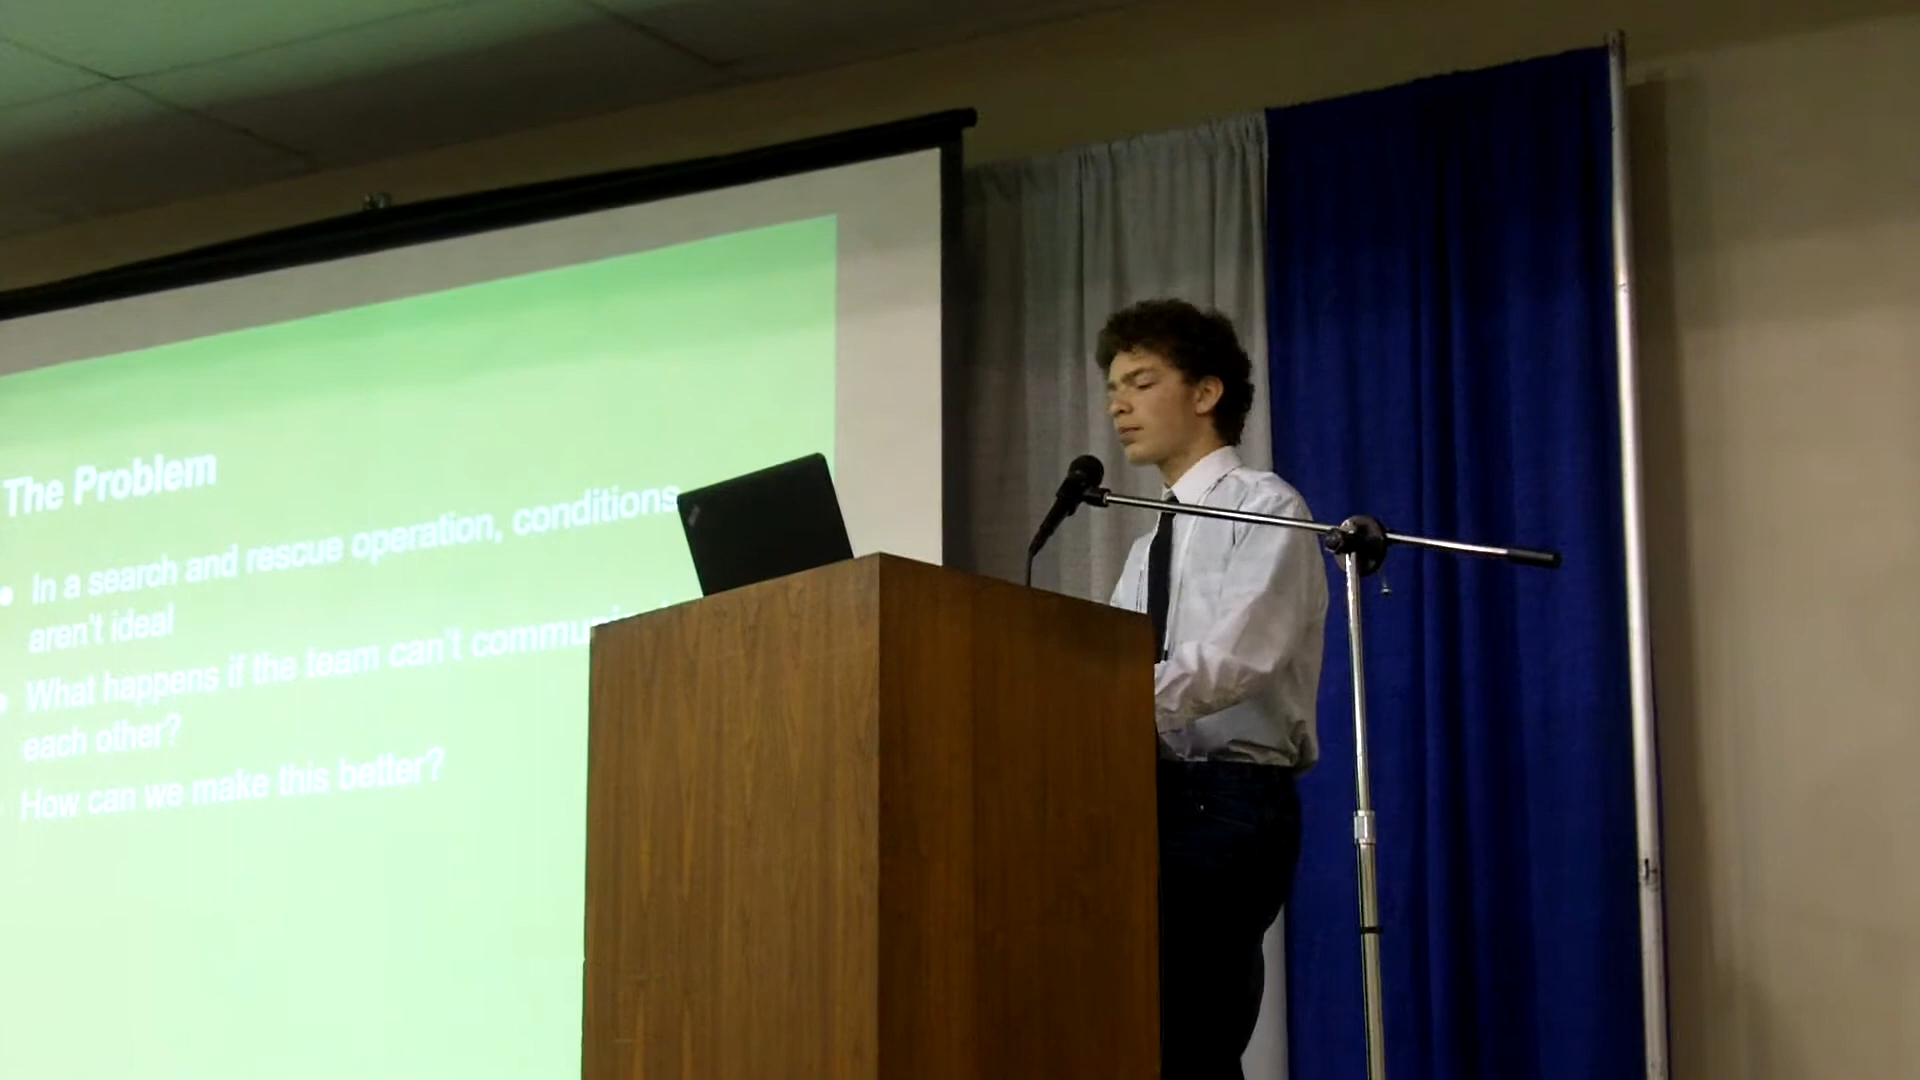 The Problem
In a search and rescue operation, conditions
aren't ideal
What happens if the team can't
each other?
How can we make this better?